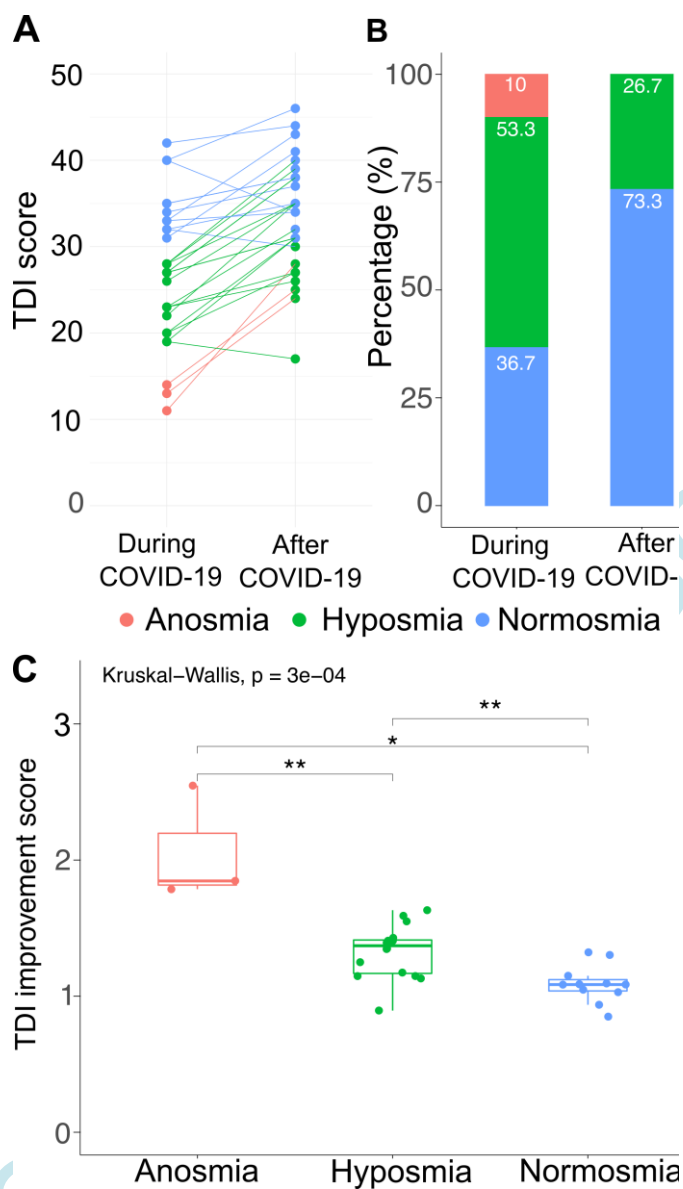 A
TDI score
50
40
30
20
10
0
During
COVID-19
After
COVID-19
B
Percentage (%)
100
75
50
25
0
10
53.3
36.7
26.7
73.3
During
COVID-19
After
COVID-
Anosmia
Hyposmia
Normosmia
C
Kruskal-Wallis, p = 3e-04
TDI improvement score
3
2
1
0
**
*
**
Anosmia
Hyposmia
Normosmia